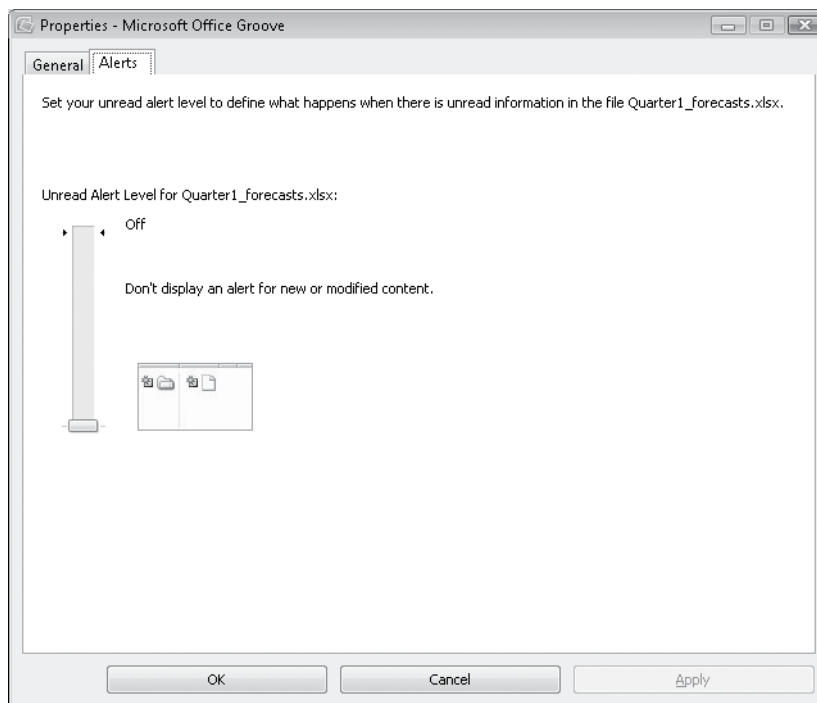 Properties - Microsoft Office Groove
General Alerts
Set your unread alert level to define what happens when there is unread information in the file Quarter1_forecasts.xlsx.
Unread Alert Level for Quarter1_forecasts.xlsx:
Off
Don't display an alert for new or modified content.
OK Cancel Apply